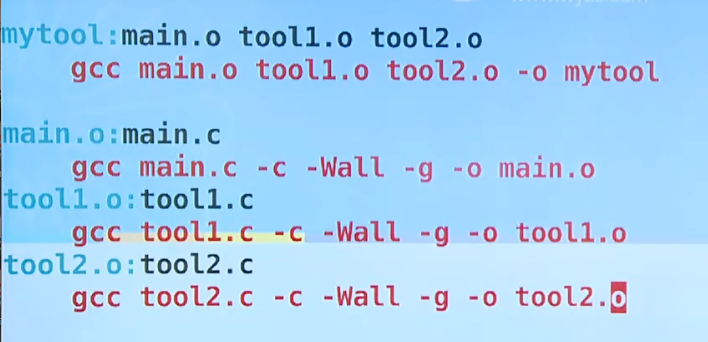 mytool:main.o tool1.o tool2.o
gcc main.o tool1.o tool2.o -o mytool
main.o:main.c
gcc main.c -c -Wall -g -o main.o
tool1.o:tool1.c
gcc tool1.c -c -Wall -g -o tool1.o
tool2.o:tool2.c
gcc tool2.c -c -Wall -g -o tool2.o